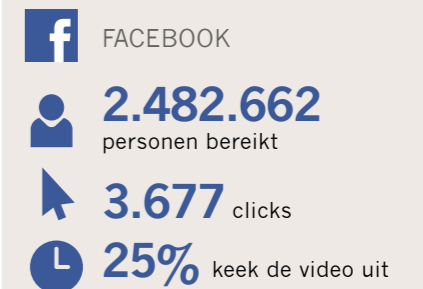 f FACEBOOK
2.482.662
personen bereikt
3.677 clicks
25% keek de video uit